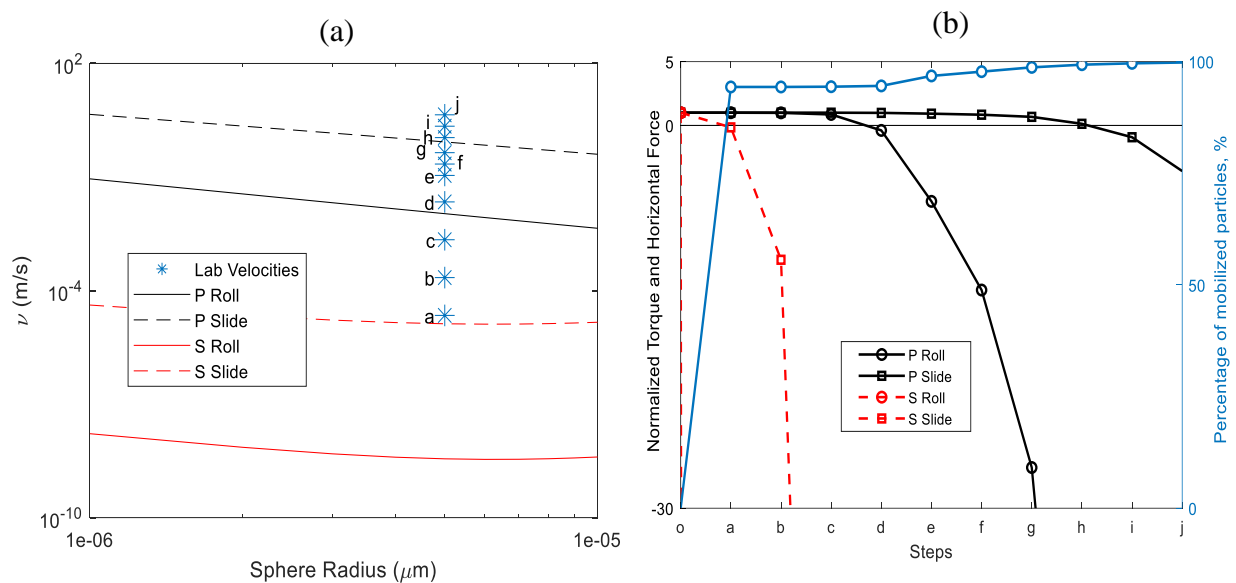 (a)
10^2
10^-4
10^-10
ν (m/s)
j
i
h
g
f
e
d
c
b
a
Lab Velocities
P Roll
P Slide
S Roll
S Slide
1e-06
1e-05
Sphere Radius (μm)
(b)
5
0
-30
Normalized Torque and Horizontal Force
P Roll
P Slide
S Roll
S Slide
100
50
0
Percentage of mobilized particles, %
o a b c d e f g h i j
Steps